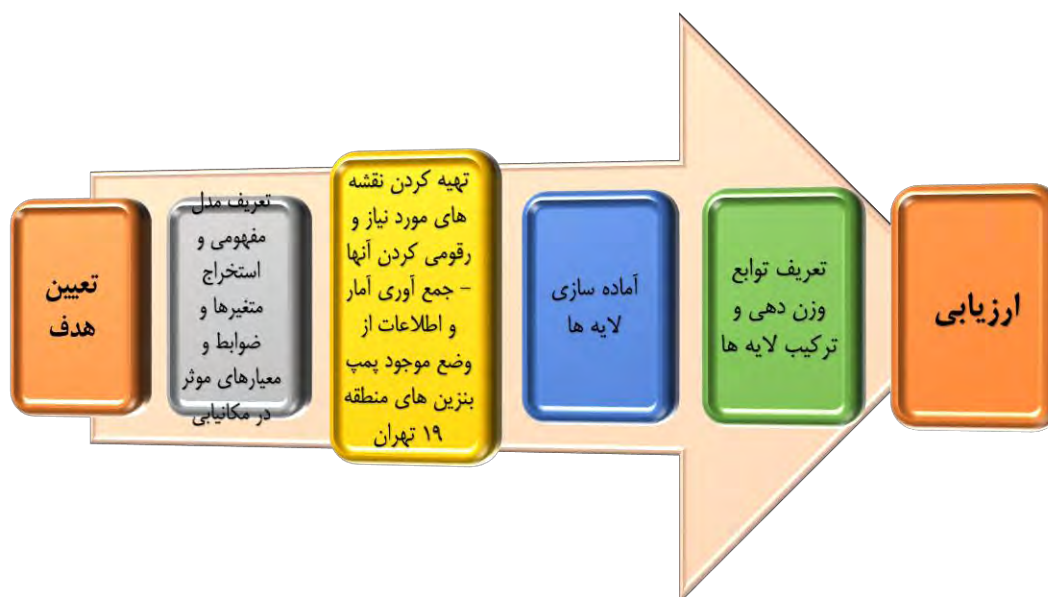 تعیین
هدف
تعریف مدل
مفهومی و
استخراج
متغیرها و
ضوابط و
معیارهای موثر
در مکانیابی
تهیه کردن نقشه
های مورد نیاز و
رقومی کردن آنها
– جمع آوری آمار
و اطلاعات از
وضع موجود پمپ
بنزین های منطقه
۱۹ تهران
آماده سازی
لایه ها
تعریف توابع
وزن دهی و
ترکیب لایه ها
ارزیابی